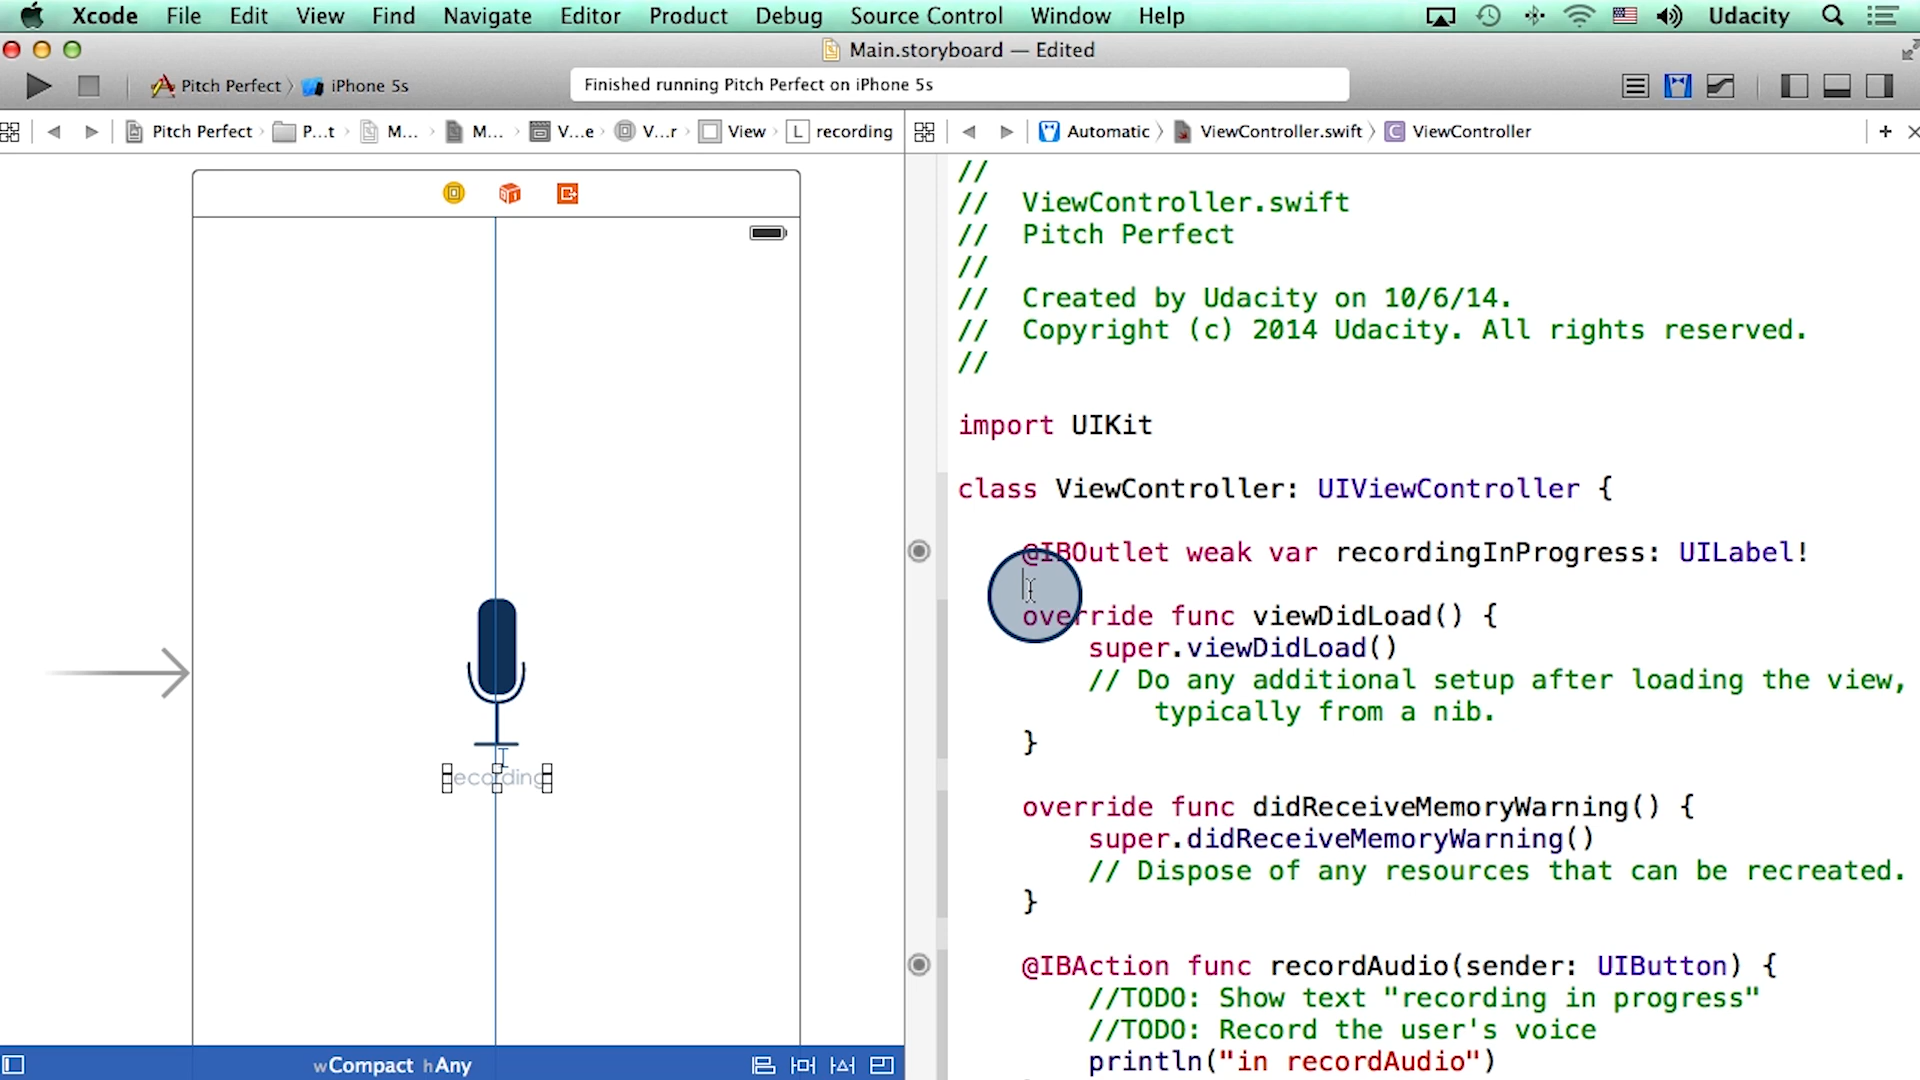 Xcode File Edit View Find Navigate Editor Product Debug Source Control Window Help Udacity
Main.storyboard — Edited
Pitch Perfect 〉 iPhone 5s
Finished running Pitch Perfect on iPhone 5s
Pitch Perfect › P...t › M... › M... › V...e › V...r › View › L recording
Automatic 〉 ViewController.swift 〉 C ViewController
//
// ViewController.swift
// Pitch Perfect
//
// Created by Udacity on 10/6/14.
// Copyright (c) 2014 Udacity. All rights reserved.
//
import UIKit
class ViewController: UIViewController {
@IBOutlet weak var recordingInProgress: UILabel!
override func viewDidLoad() {
super.viewDidLoad()
// Do any additional setup after loading the view,
typically from a nib.
}
override func didReceiveMemoryWarning() {
super.didReceiveMemoryWarning()
// Dispose of any resources that can be recreated.
}
@IBAction func recordAudio(sender: UIButton) {
//TODO: Show text "recording in progress"
//TODO: Record the user's voice
println("in recordAudio")
recording
wCompact hAny